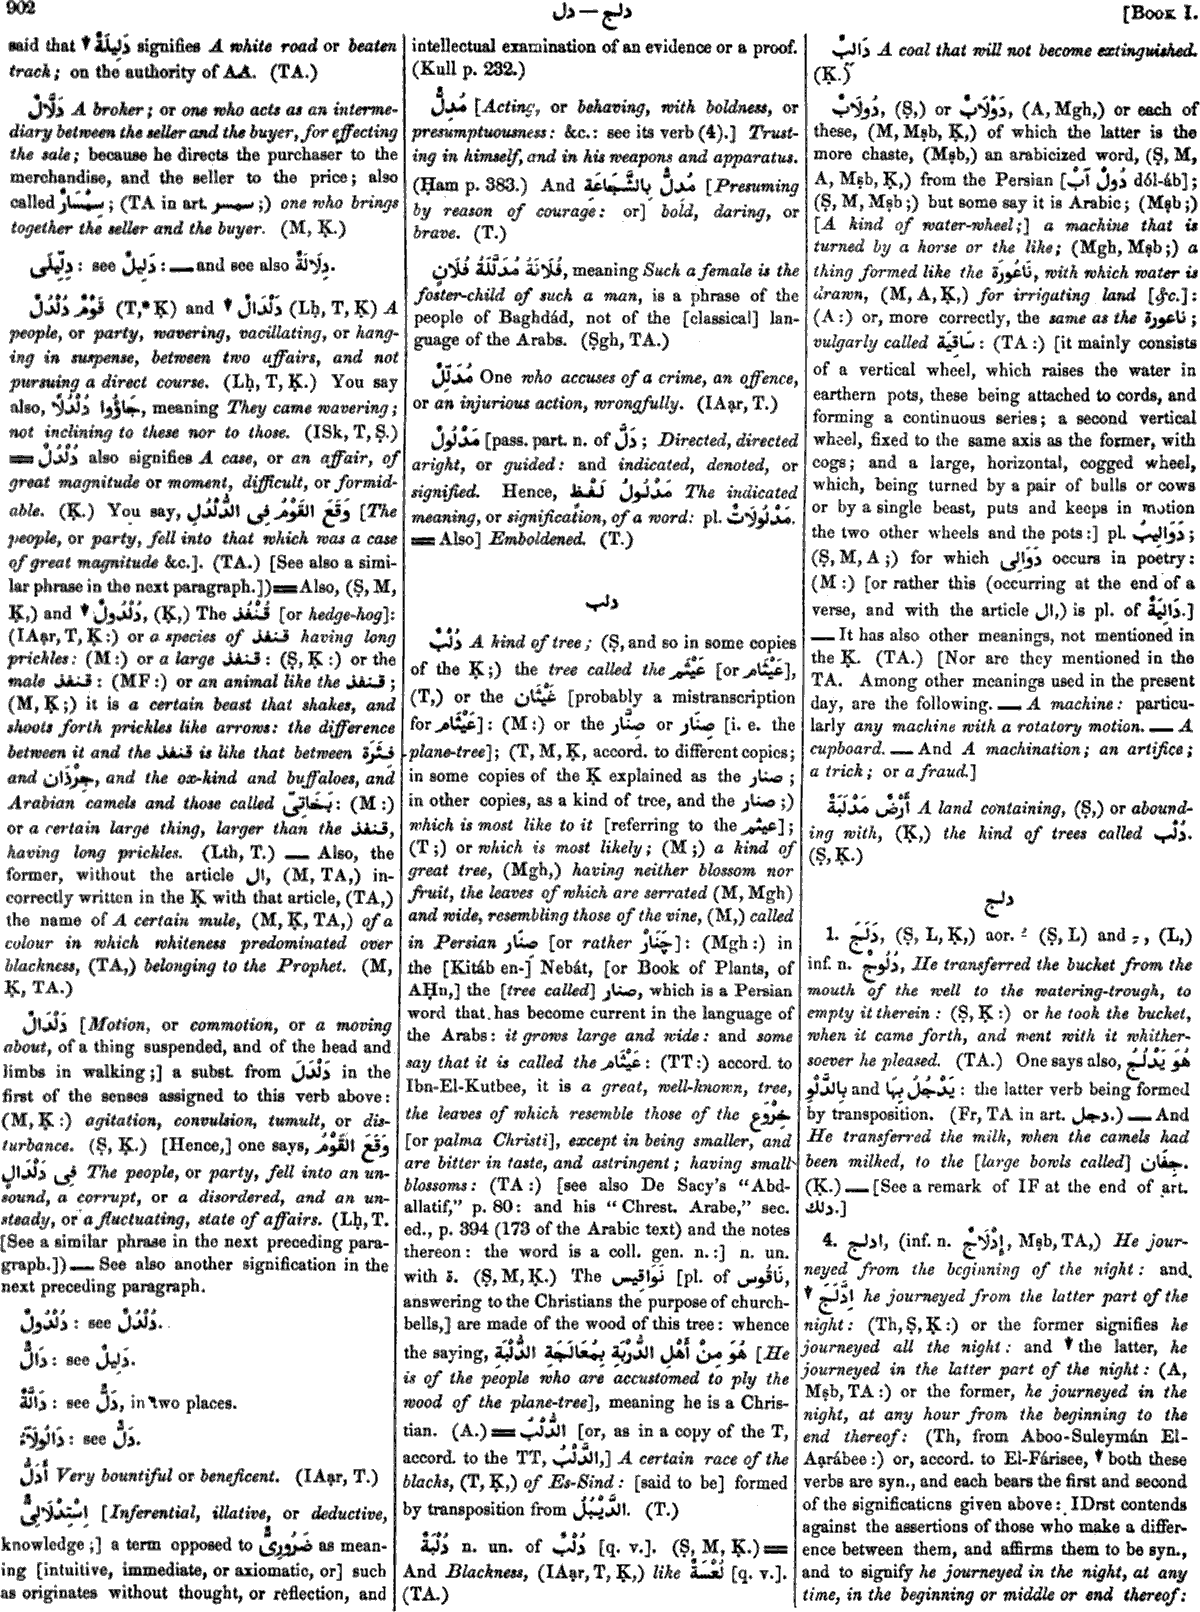 902
دل — دلج
[Book I.
said that ▼ دَلِيلَةٌ signifies A white road or beaten
track; on the authority of AA. (TA.)
دَلَّالٌ A broker; or one who acts as an interme-
diary between the seller and the buyer, for effecting
the sale; because he directs the purchaser to the
merchandise, and the seller to the price; also
called سِمْسَارٌ; (TA in art. سمسر;) one who brings
together the seller and the buyer. (M, Ḳ.)
دِلِّيلَى: see دَلِيلٌ: — and see also دِلَالَةٌ.
قَوْمٌ دُلْدُلٌ (T,* Ḳ) and ▼ دَلْدَالٌ (Lḥ, T, Ḳ) A
people, or party, wavering, vacillating, or hang-
ing in suspense, between two affairs, and not
pursuing a direct course. (Lḥ, T, Ḳ.) You say
also, جَاؤُوا دُلْدُلًا, meaning They came wavering;
not inclining to these nor to those. (ISk, T, Ṣ.)
═ دُلْدُلٌ also signifies A case, or an affair, of
great magnitude or moment, difficult, or formid-
able. (Ḳ.) You say, وَقَعَ القَوْمُ فِى الدُّلْدُلِ [The
people, or party, fell into that which was a case
of great magnitude &c.]. (TA.) [See also a simi-
lar phrase in the next paragraph.]) ═ Also, (Ṣ, M,
Ḳ,) and ▼ دُلْدُولٌ, (Ḳ,) The قُنْفُذ [or hedge-hog]:
(IAạr, T, Ḳ:) or a species of قنفذ having long
prickles: (M:) or a large قنفذ: (Ṣ, Ḳ:) or the
male قنفذ: (MF:) or an animal like the قنفذ;
(M, Ḳ;) it is a certain beast that shakes, and
shoots forth prickles like arrows: the difference
between it and the قنفذ is like that between فِئَرَة
and جِرْذَان, and the ox-kind and buffaloes, and
Arabian camels and those called بَخَاتِىّ: (M:)
or a certain large thing, larger than the قنفذ,
having long prickles. (Lth, T.) — Also, the
former, without the article ال, (M, TA,) in-
correctly written in the Ḳ with that article, (TA,)
the name of A certain mule, (M, Ḳ, TA,) of a
colour in which whiteness predominated over
blackness, (TA,) belonging to the Prophet. (M,
Ḳ, TA.)
دَلْدَالٌ [Motion, or commotion, or a moving
about, of a thing suspended, and of the head and
limbs in walking;] a subst. from دَلْدَلَ in the
first of the senses assigned to this verb above:
(M, Ḳ:) agitation, convulsion, tumult, or dis-
turbance. (Ṣ, Ḳ.) [Hence,] one says, وَقَعَ القَوْمُ
فِى دَلْدَالٍ The people, or party, fell into an un-
sound, a corrupt, or a disordered, and an un-
steady, or a fluctuating, state of affairs. (Lḥ, T.
[See a similar phrase in the next preceding para-
graph.]) — See also another signification in the
next preceding paragraph.
دُلْدُولٌ: see دُلْدُلٌ.
دَالٌّ: see دَلِيلٌ.
دَالَّةٌ: see دَلٌّ, in two places.
دَالُولَآءُ: see دَلٌّ.
أَدَلُّ Very bountiful or beneficent. (IAạr, T.)
اِسْتِدْلَالِىٌّ [Inferential, illative, or deductive,
knowledge;] a term opposed to ضَرُورِىٌّ as mean-
ing [intuitive, immediate, or axiomatic, or] such
as originates without thought, or reflection, and
intellectual examination of an evidence or a proof.
(Kull p. 232.)
مُدِلٌّ [Acting, or behaving, with boldness, or
presumptuousness: &c.: see its verb (4).] Trust-
ing in himself, and in his weapons and apparatus.
(Ḥam p. 383.) And مُدِلٌّ بِالشَّجَاعَةِ [Presuming
by reason of courage: or] bold, daring, or
brave. (T.)
فُلَانَةُ مُدَلَّلَةُ فُلَانٍ, meaning Such a female is the
foster-child of such a man, is a phrase of the
people of Baghdád, not of the [classical] lan-
guage of the Arabs. (Ṣgh, TA.)
مُدَلِّلٌ One who accuses of a crime, an offence,
or an injurious action, wrongfully. (IAạr, T.)
مَدْلُولٌ [pass. part. n. of دَلَّ; Directed, directed
aright, or guided: and indicated, denoted, or
signified. Hence, مَدْلُولُ لَفْظٍ The indicated
meaning, or signification, of a word: pl. مَدْلُولَاتٌ.
═ Also] Emboldened. (T.)
دلب
دُلْبٌ A kind of tree; (Ṣ, and so in some copies
of the Ḳ;) the tree called the عَيْثَم [or عَيْثَام],
(T,) or the عَيْثَان [probably a mistranscription
for عَيْثَام]: (M:) or the صِنَّار or صِنَار [i. e. the
plane-tree]; (T, M, Ḳ, accord. to different copies;
in some copies of the Ḳ explained as the صنار;
in other copies, as a kind of tree, and the صنار;)
which is most like to it [referring to the عيثم];
(T;) or which is most likely; (M;) a kind of
great tree, (Mgh,) having neither blossom nor
fruit, the leaves of which are serrated (M, Mgh)
and wide, resembling those of the vine, (M,) called
in Persian صنار [or rather چَنَارْ]: (Mgh:) in
the [Kitáb en-] Nebát, [or Book of Plants, of
AḤn,] the [tree called] صنار, which is a Persian
word that has become current in the language of
the Arabs: it grows large and wide: and some
say that it is called the عَيْثَام: (TT:) accord. to
Ibn-El-Kutbee, it is a great, well-known, tree,
the leaves of which resemble those of the خِرْوَع
[or palma Christi], except in being smaller, and
are bitter in taste, and astringent; having small
blossoms: (TA:) [see also De Sacy's "Abd-
allatif," p. 80: and his "Chrest. Arabe," sec.
ed., p. 394 (173 of the Arabic text) and the notes
thereon: the word is a coll. gen. n.:] n. un.
with ة. (Ṣ, M, Ḳ.) The نَوَاقِيس [pl. of نَاقُوس,
answering to the Christians the purpose of church-
bells,] are made of the wood of this tree: whence
the saying, هُوَ مِنْ أَهْلِ الدُّرْبَةِ بِمُعَالَجَةِ الدُّلْبَةِ [He
is of the people who are accustomed to ply the
wood of the plane-tree], meaning he is a Chris-
tian. (A.) ═ الدُّلْبُ [or, as in a copy of the T,
accord. to the TT, الدَّلْبُ,] A certain race of the
blacks, (T, Ḳ,) of Es-Sind: [said to be] formed
by transposition from الدَّيْبُلُ. (T.)
دُلْبَةٌ n. un. of دُلْبٌ [q. v.]. (Ṣ, M, Ḳ.) ═
And Blackness, (IAạr, T, Ḳ,) like لُعْسَةٌ [q. v.].
(TA.)
دَالِبٌ A coal that will not become extinguished.
(Ḳ.)
دُولَابٌ, (Ṣ,) or دَوْلَابٌ, (A, Mgh,) or each of
these, (M, Mṣb, Ḳ,) of which the latter is the
more chaste, (Mṣb,) an arabicized word, (Ṣ, M,
A, Mṣb, Ḳ,) from the Persian [دُولْ آبْ dól-áb];
(Ṣ, M, Mṣb;) but some say it is Arabic; (Mṣb;)
[A kind of water-wheel;] a machine that is
turned by a horse or the like; (Mgh, Mṣb;) a
thing formed like the نَاعُورَة, with which water is
drawn, (M, A, Ḳ,) for irrigating land [&c.]:
(A:) or, more correctly, the same as the ناعورة;
vulgarly called سَاقِيَة: (TA:) [it mainly consists
of a vertical wheel, which raises the water in
earthern pots, these being attached to cords, and
forming a continuous series; a second vertical
wheel, fixed to the same axis as the former, with
cogs; and a large, horizontal, cogged wheel,
which, being turned by a pair of bulls or cows
or by a single beast, puts and keeps in motion
the two other wheels and the pots:] pl. دَوَالِيبُ;
(Ṣ, M, A;) for which دَوَالِى occurs in poetry:
(M:) [or rather this (occurring at the end of a
verse, and with the article ال,) is pl. of دَالِيَةٌ.]
— It has also other meanings, not mentioned in
the Ḳ. (TA.) [Nor are they mentioned in the
TA. Among other meanings used in the present
day, are the following. — A machine: particu-
larly any machine with a rotatory motion. — A
cupboard. — And A machination; an artifice;
a trick; or a fraud.]
أَرْضٌ مَدْلَبَةٌ A land containing, (Ṣ,) or abound-
ing with, (Ḳ,) the kind of trees called دُلْب.
(Ṣ, Ḳ.)
دلج
1. دَلَجَ, (Ṣ, L, Ḳ,) aor. ـُ (Ṣ, L) and ـِ, (L,)
inf. n. دُلُوجٌ, He transferred the bucket from the
mouth of the well to the watering-trough, to
empty it therein: (Ṣ, Ḳ:) or he took the bucket,
when it came forth, and went with it whither-
soever he pleased. (TA.) One says also, هُوَ يَدْلُجُ
بِالدَّلْوِ and يَدْجُلُ بِهَا: the latter verb being formed
by transposition. (Fr, TA in art. دجل.) — And
He transferred the milk, when the camels had
been milked, to the [large bowls called] جِفَان.
(Ḳ.) — [See a remark of IF at the end of art.
دلك.]
4. ادلج, (inf. n. إِدْلَاجٌ, Mṣb, TA,) He jour-
neyed from the beginning of the night: and
▼ اِدَّلَجَ he journeyed from the latter part of the
night: (Th, Ṣ, Ḳ:) or the former signifies he
journeyed all the night: and ▼ the latter, he
journeyed in the latter part of the night: (A,
Mṣb, TA:) or the former, he journeyed in the
night, at any hour from the beginning to the
end thereof: (Th, from Aboo-Suleymán El-
Aạrábee:) or, accord. to El-Fárisee, ▼ both these
verbs are syn., and each bears the first and second
of the significations given above: IDrst contends
against the assertions of those who make a differ-
ence between them, and affirms them to be syn.,
and to signify he journeyed in the night, at any
time, in the beginning or middle or end thereof: